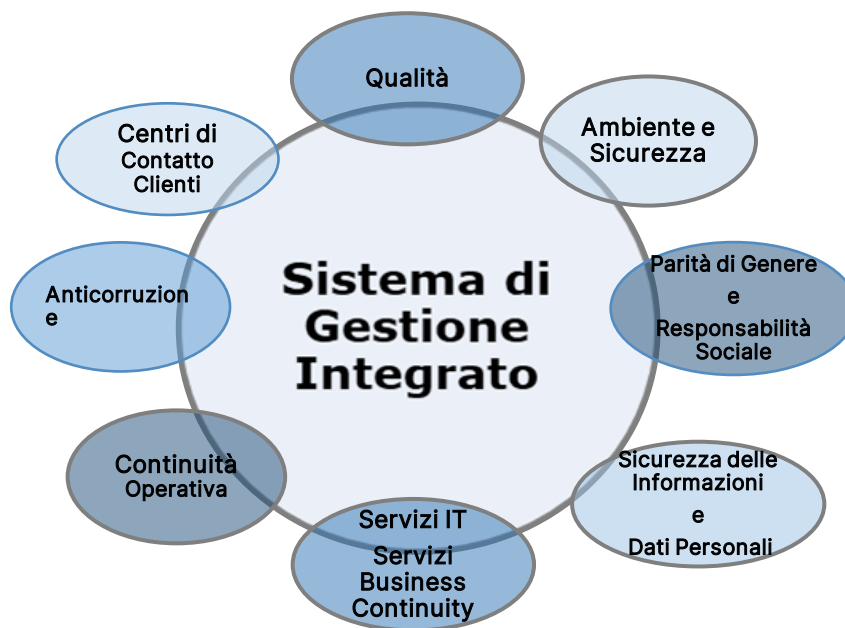 Qualità
Ambiente e
Sicurezza
Centri di
Contatto
Clienti
Parità di Genere
e
Responsabilità
Sociale
Anticorruzion
e
Sistema di
Gestione
Integrato
Continuità
Operativa
Sicurezza delle
Informazioni
e
Dati Personali
Servizi IT
Servizi
Business
Continuity